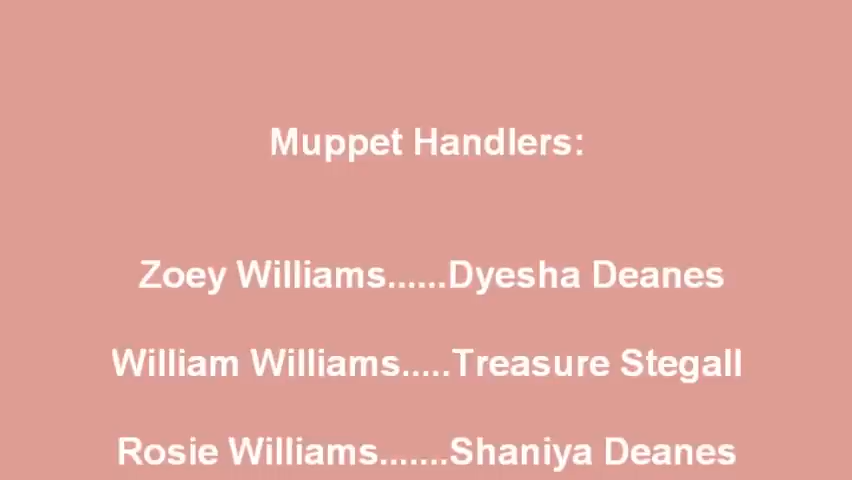 Muppet Handlers:
Zoey Williams......Dyesha Deanes
William Williams.....Treasure Stegall
Rosie Williams.......Shaniya Deanes